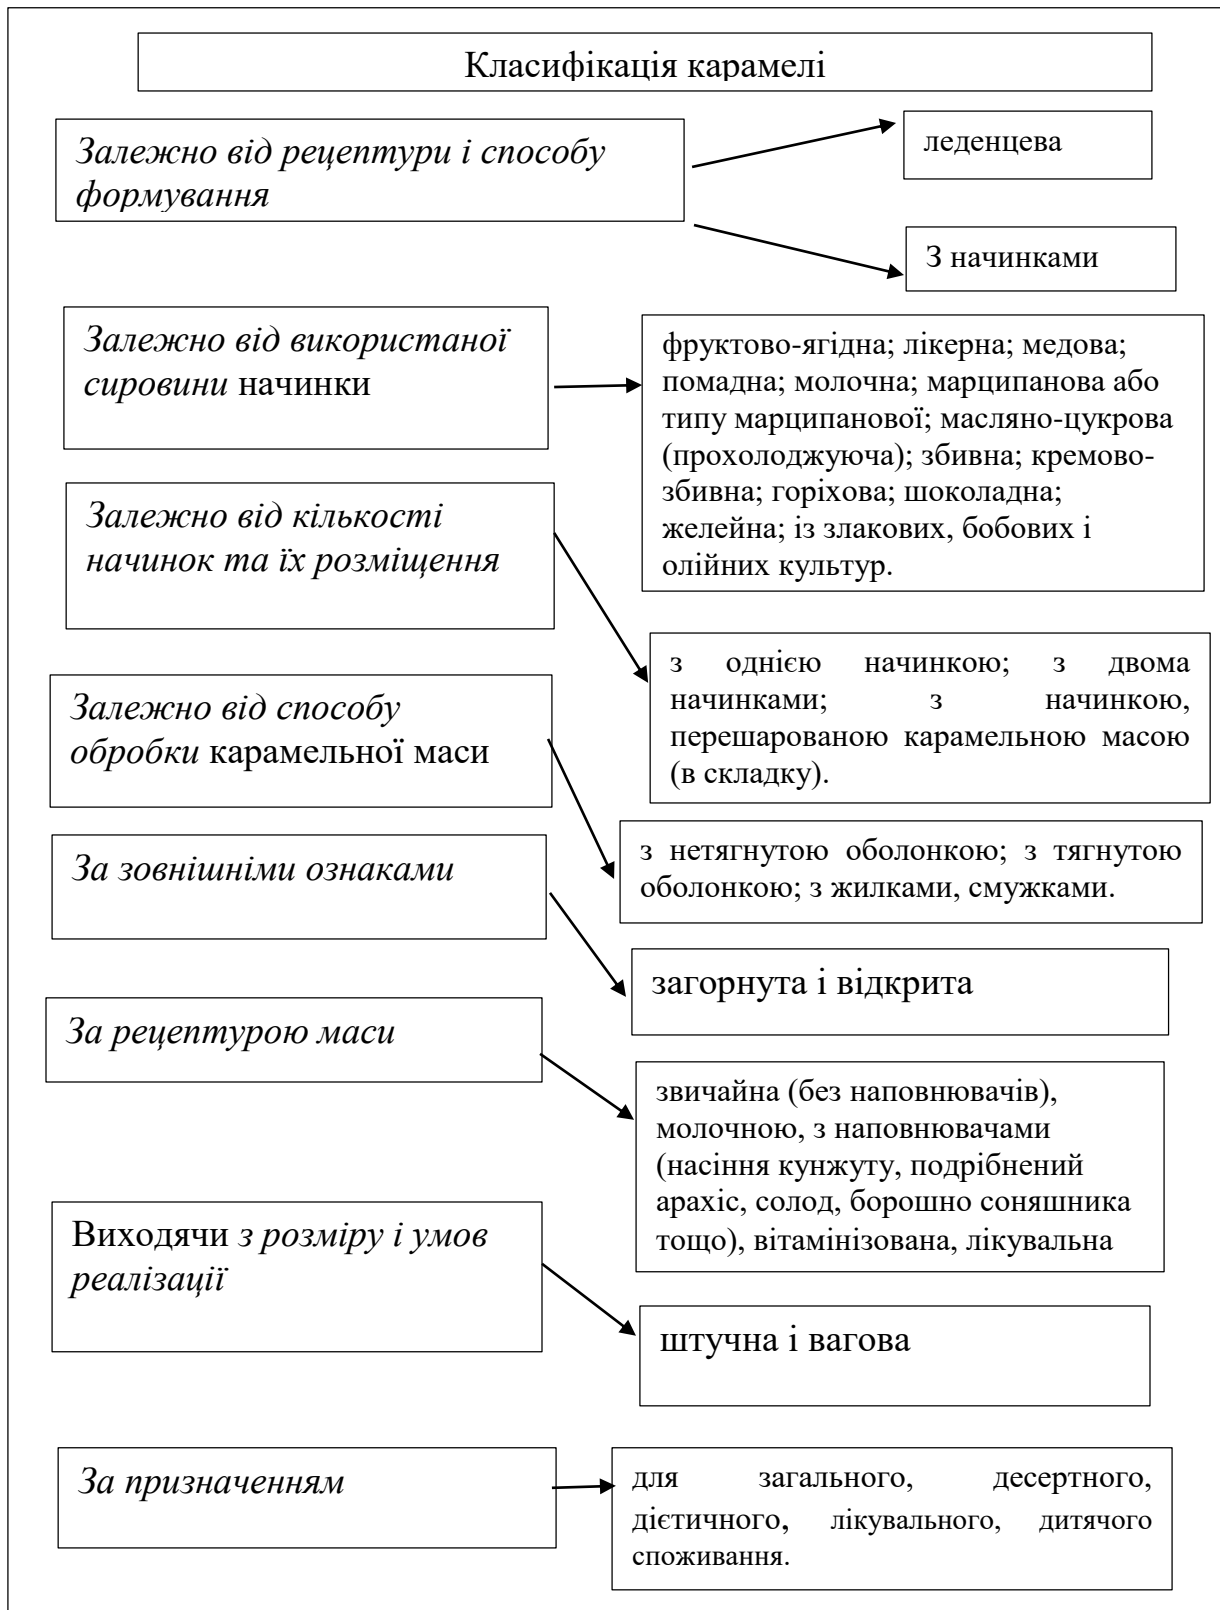 Класифікація карамелі
Залежно від рецептури і способу
формування
леденцева
З начинками
Залежно від використаної
сировини начинки
фруктово-ягідна; лікерна; медова;
помадна; молочна; марципанова або
типу марципанової; масляно-цукрова
(прохолоджуюча); збивна; кремово-
збивна; горіхова; шоколадна;
желейна; із злакових, бобових і
олійних культур.
Залежно від кількості
начинок та їх розміщення
з однією начинкою; з двома
начинками; з начинкою,
перешарованою карамельною масою
(в складку).
Залежно від способу
обробки карамельної маси
з нетягнутою оболонкою; з тягнутою
оболонкою; з жилками, смужками.
За зовнішніми ознаками
загорнута і відкрита
За рецептурою маси
звичайна (без наповнювачів),
молочною, з наповнювачами
(насіння кунжуту, подрібнений
арахіс, солод, борошно соняшника
тощо), вітамінізована, лікувальна
Виходячи з розміру і умов
реалізації
штучна і вагова
За призначенням
для загального, десертного,
дієтичного, лікувального, дитячого
споживання.